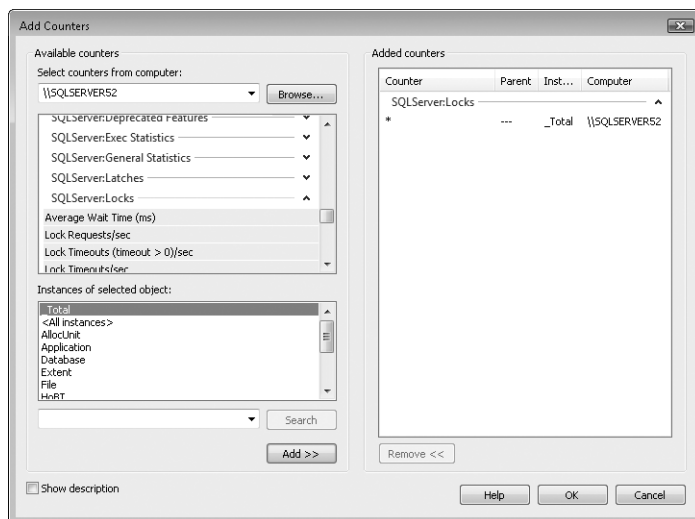 Add Counters
Available counters
Select counters from computer:
\\SQLSERVER52
Browse...
SQLServer:Deprecated Features
SQLServer:Exec Statistics
SQLServer:General Statistics
SQLServer:Latches
SQLServer:Locks
Average Wait Time (ms)
Lock Requests/sec
Lock Timeouts (timeout > 0)/sec
Lock Timeouts/sec
Instances of selected object:
_Total
<All instances>
AllocUnit
Application
Database
Extent
File
HoBT
Search
Add >>
Show description
Added counters
Counter Parent Inst... Computer
SQLServer:Locks
* --- _Total \\SQLSERVER52
Remove <<
Help OK Cancel